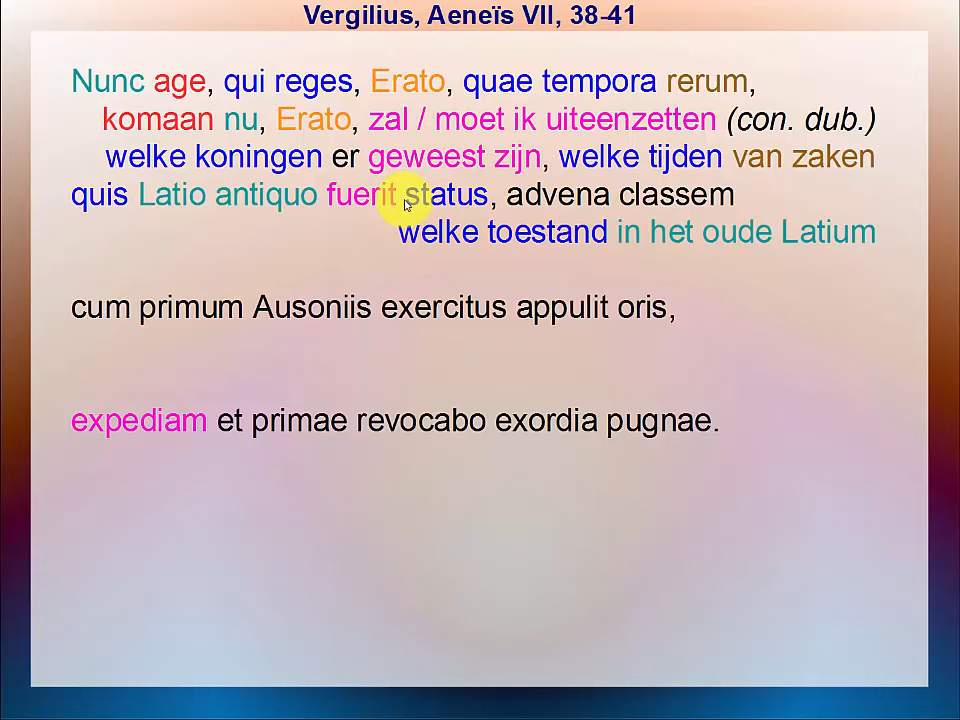 Vergilius, Aeneïs VII, 38-41
Nunc age, qui reges, Erato, quae tempora rerum,
komaan nu, Erato, zal / moet ik uiteenzetten (con. dub.)
welke koningen er geweest zijn, welke tijden van zaken
quis Latio antiquo fuerit status, advena classem
welke toestand in het oude Latium
cum primum Ausoniis exercitus appulit oris,
expediam et primae revocabo exordia pugnae.